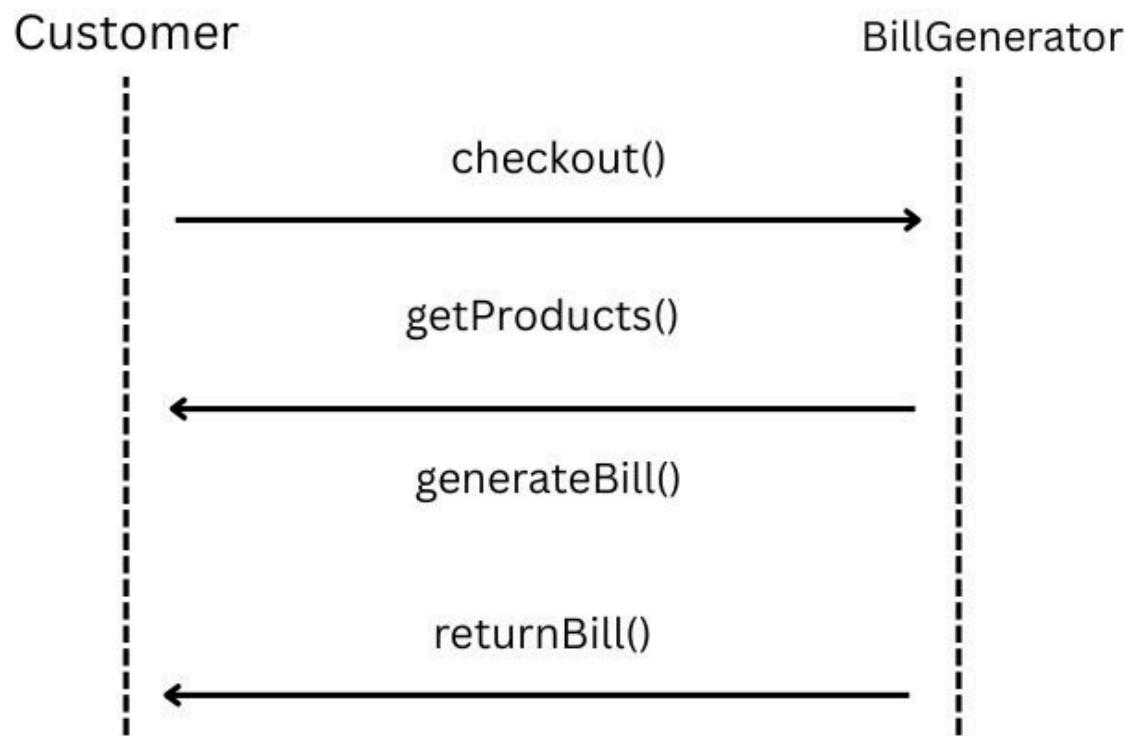 Customer
BillGenerator
checkout()
getProducts()
generateBill()
returnBill()